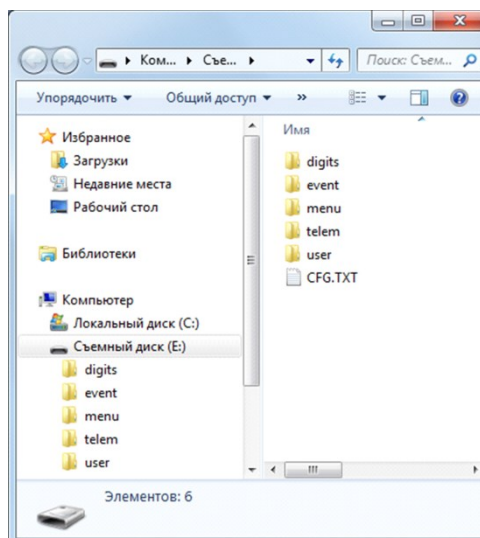 Ком... Съе... Поиск: Съем...
Упорядочить Общий доступ »
Избранное
Загрузки
Недавние места
Рабочий стол
Библиотеки
Компьютер
Локальный диск (C:)
Съемный диск (E:)
digits
event
menu
telem
user
Имя
digits
event
menu
telem
user
CFG.TXT
Элементов: 6